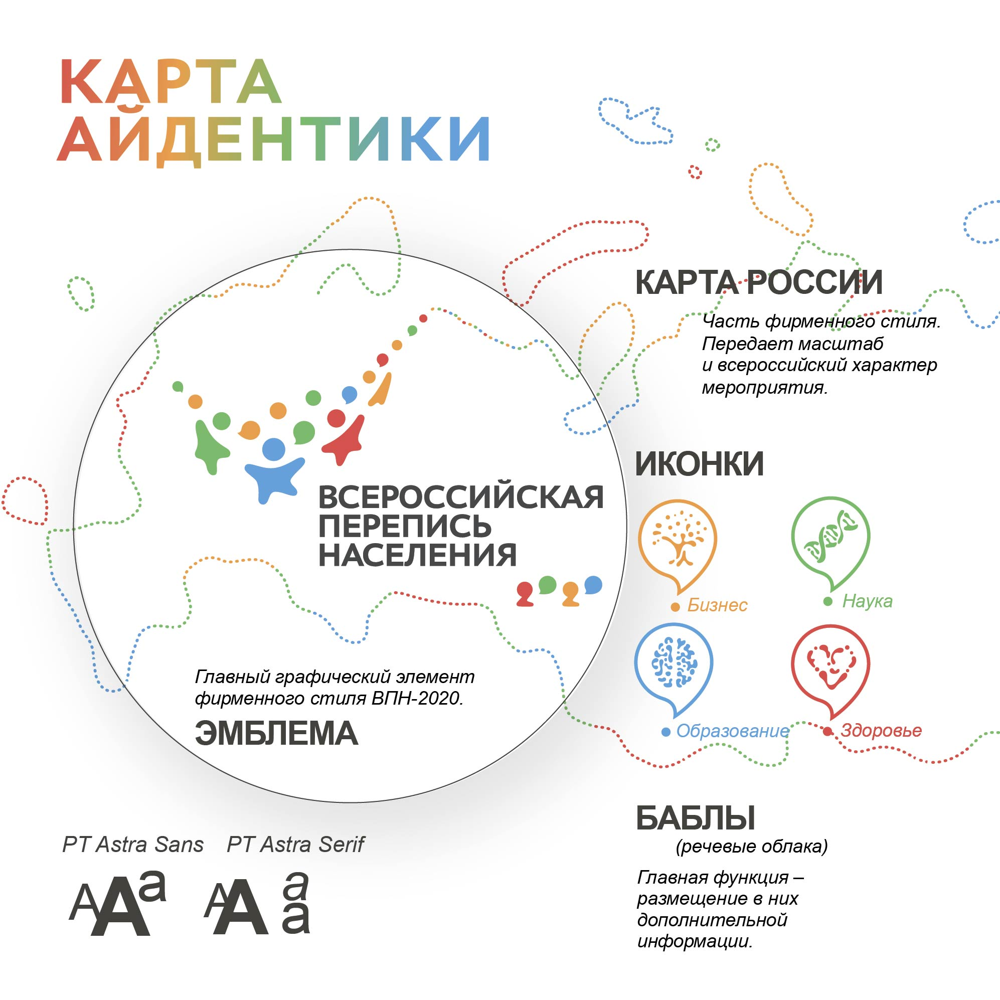 КАРТА
АЙДЕНТИКИ
КАРТА РОССИИ
Часть фирменного стиля.
Передает масштаб
и всероссийский характер
мероприятия.
ВСЕРОССИЙСКАЯ
ПЕРЕПИСЬ
НАСЕЛЕНИЯ
2020
Главный графический элемент
фирменного стиля ВПН-2020.
ЭМБЛЕМА
ИКОНКИ
Бизнес
Наука
Образование
Здоровье
БАБЛЫ
(речевые облака)
Главная функция –
размещение в них
дополнительной
информации.
PT Astra Sans PT Astra Serif
А А а А А а
а